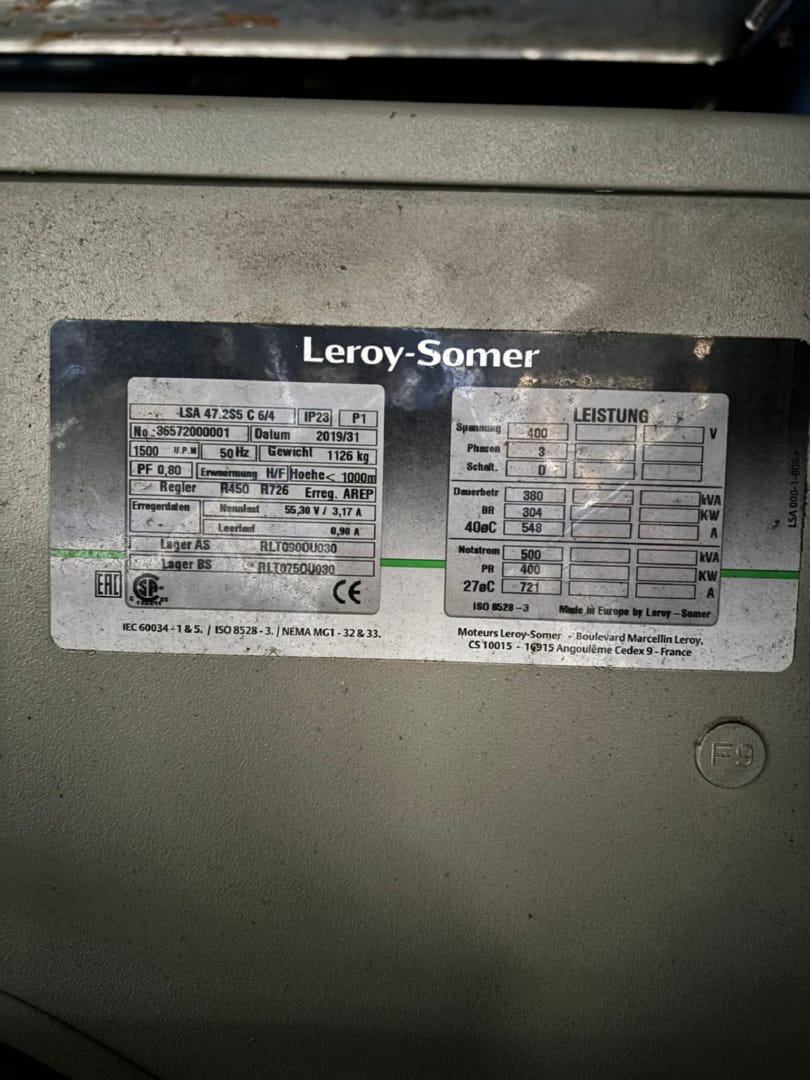 Leroy-Somer
LSA 47.2S5 C 6/4 IP23 P1
No : 36572000001 Datum 2019/31
1500 U.P.M 50 Hz Gewicht 1126 kg
PF 0,80 Erwaermung H/F Hoehe < 1000m
Regler R450 R726 Erreg. AREP
Erregerdaten Nennlast 55,30 V / 3,17 A
Leerlauf 0,90 A
Lager AS RLT090OU030
Lager BS RLT075OU030
EAC SP C US CE
IEC 60034 - 1 & 5. / ISO 8528 - 3. / NEMA MG1 - 32 & 33.
LEISTUNG
Spannung 400 V
Phasen 3
Schalt. D
Dauerbetr 380 kVA
BR 304 KW
40øC 548 A
Notstrom 500 kVA
PR 400 KW
27øC 721 A
ISO 8528 - 3 Made in Europe by Leroy - Somer
Moteurs Leroy-Somer - Boulevard Marcellin Leroy,
CS 10015 - 16915 Angoulême Cedex 9 - France
F9